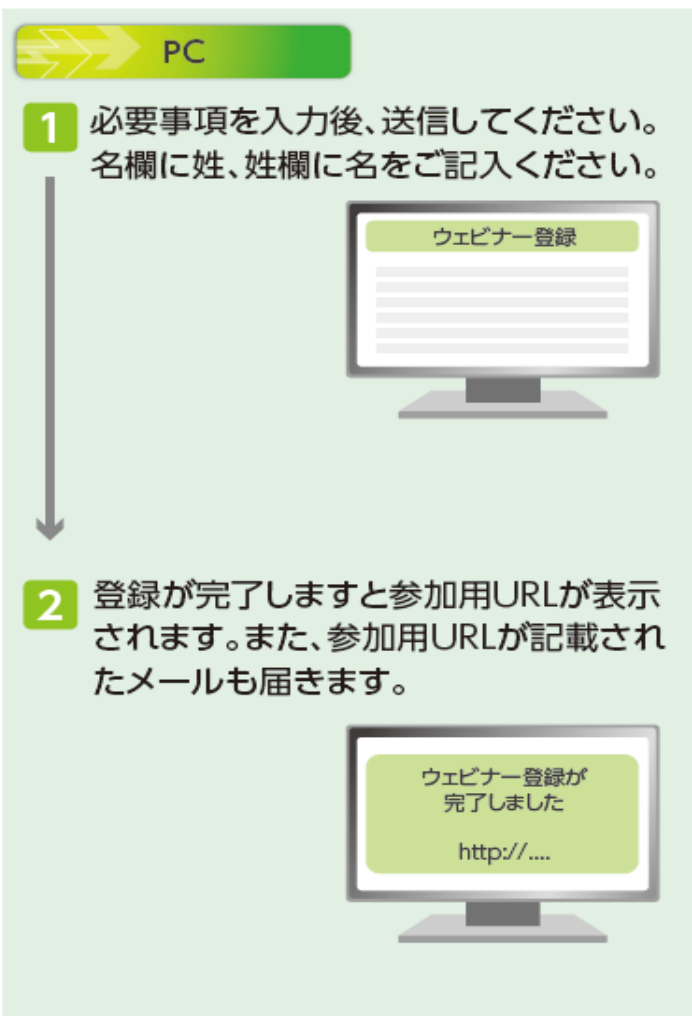 PC
1 必要事項を入力後、送信してください。
名欄に姓、姓欄に名をご記入ください。
ウェビナー登録
2 登録が完了しますと参加用URLが表示
されます。また、参加用URLが記載され
たメールも届きます。
ウェビナー登録が
完了しました
http://....